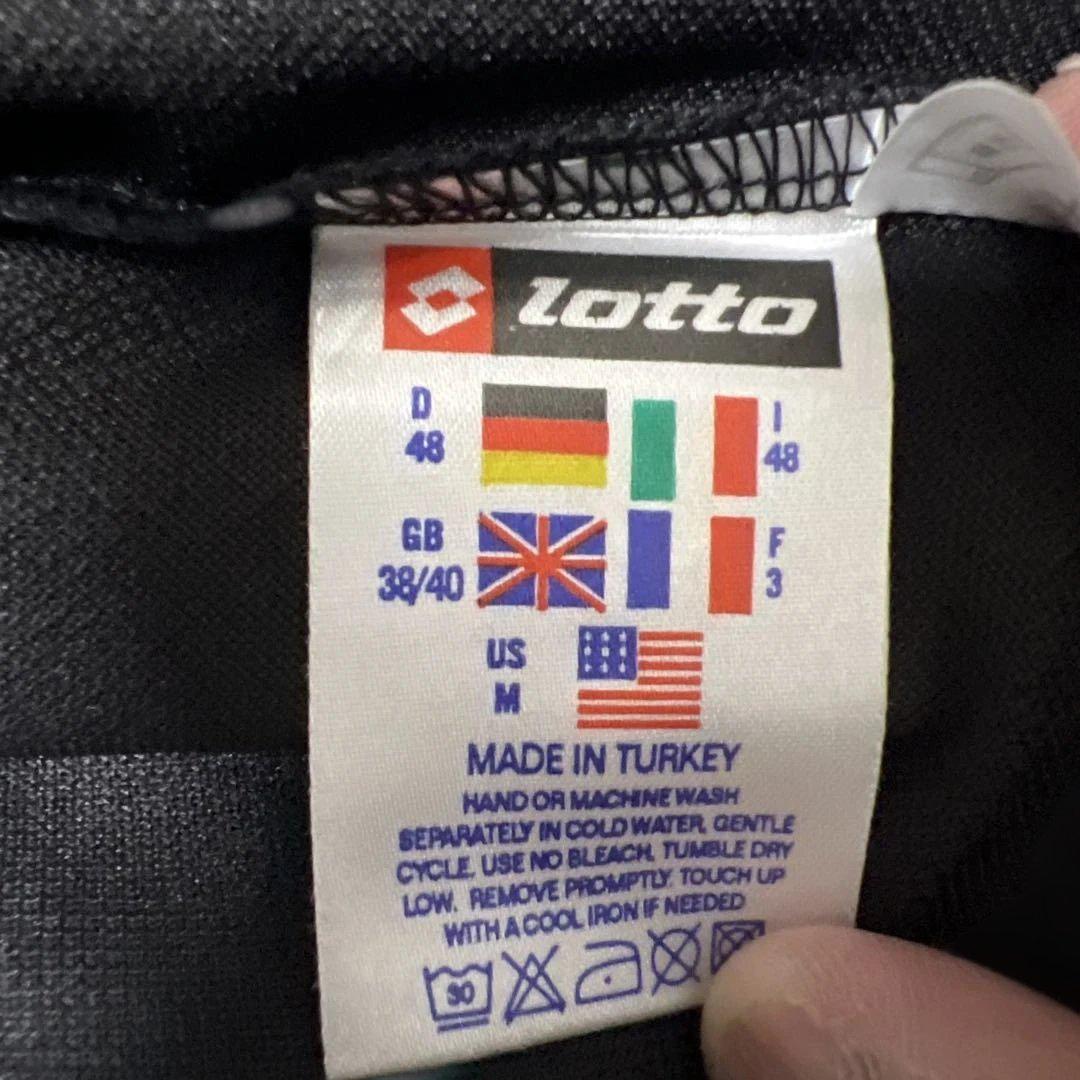 lotto
D
48
I
48
GB
38/40
F
3
US
M
MADE IN TURKEY
HAND OR MACHINE WASH
SEPARATELY IN COLD WATER, GENTLE
CYCLE. USE NO BLEACH, TUMBLE DRY
LOW. REMOVE PROMPTLY. TOUCH UP
WITH A COOL IRON IF NEEDED
30